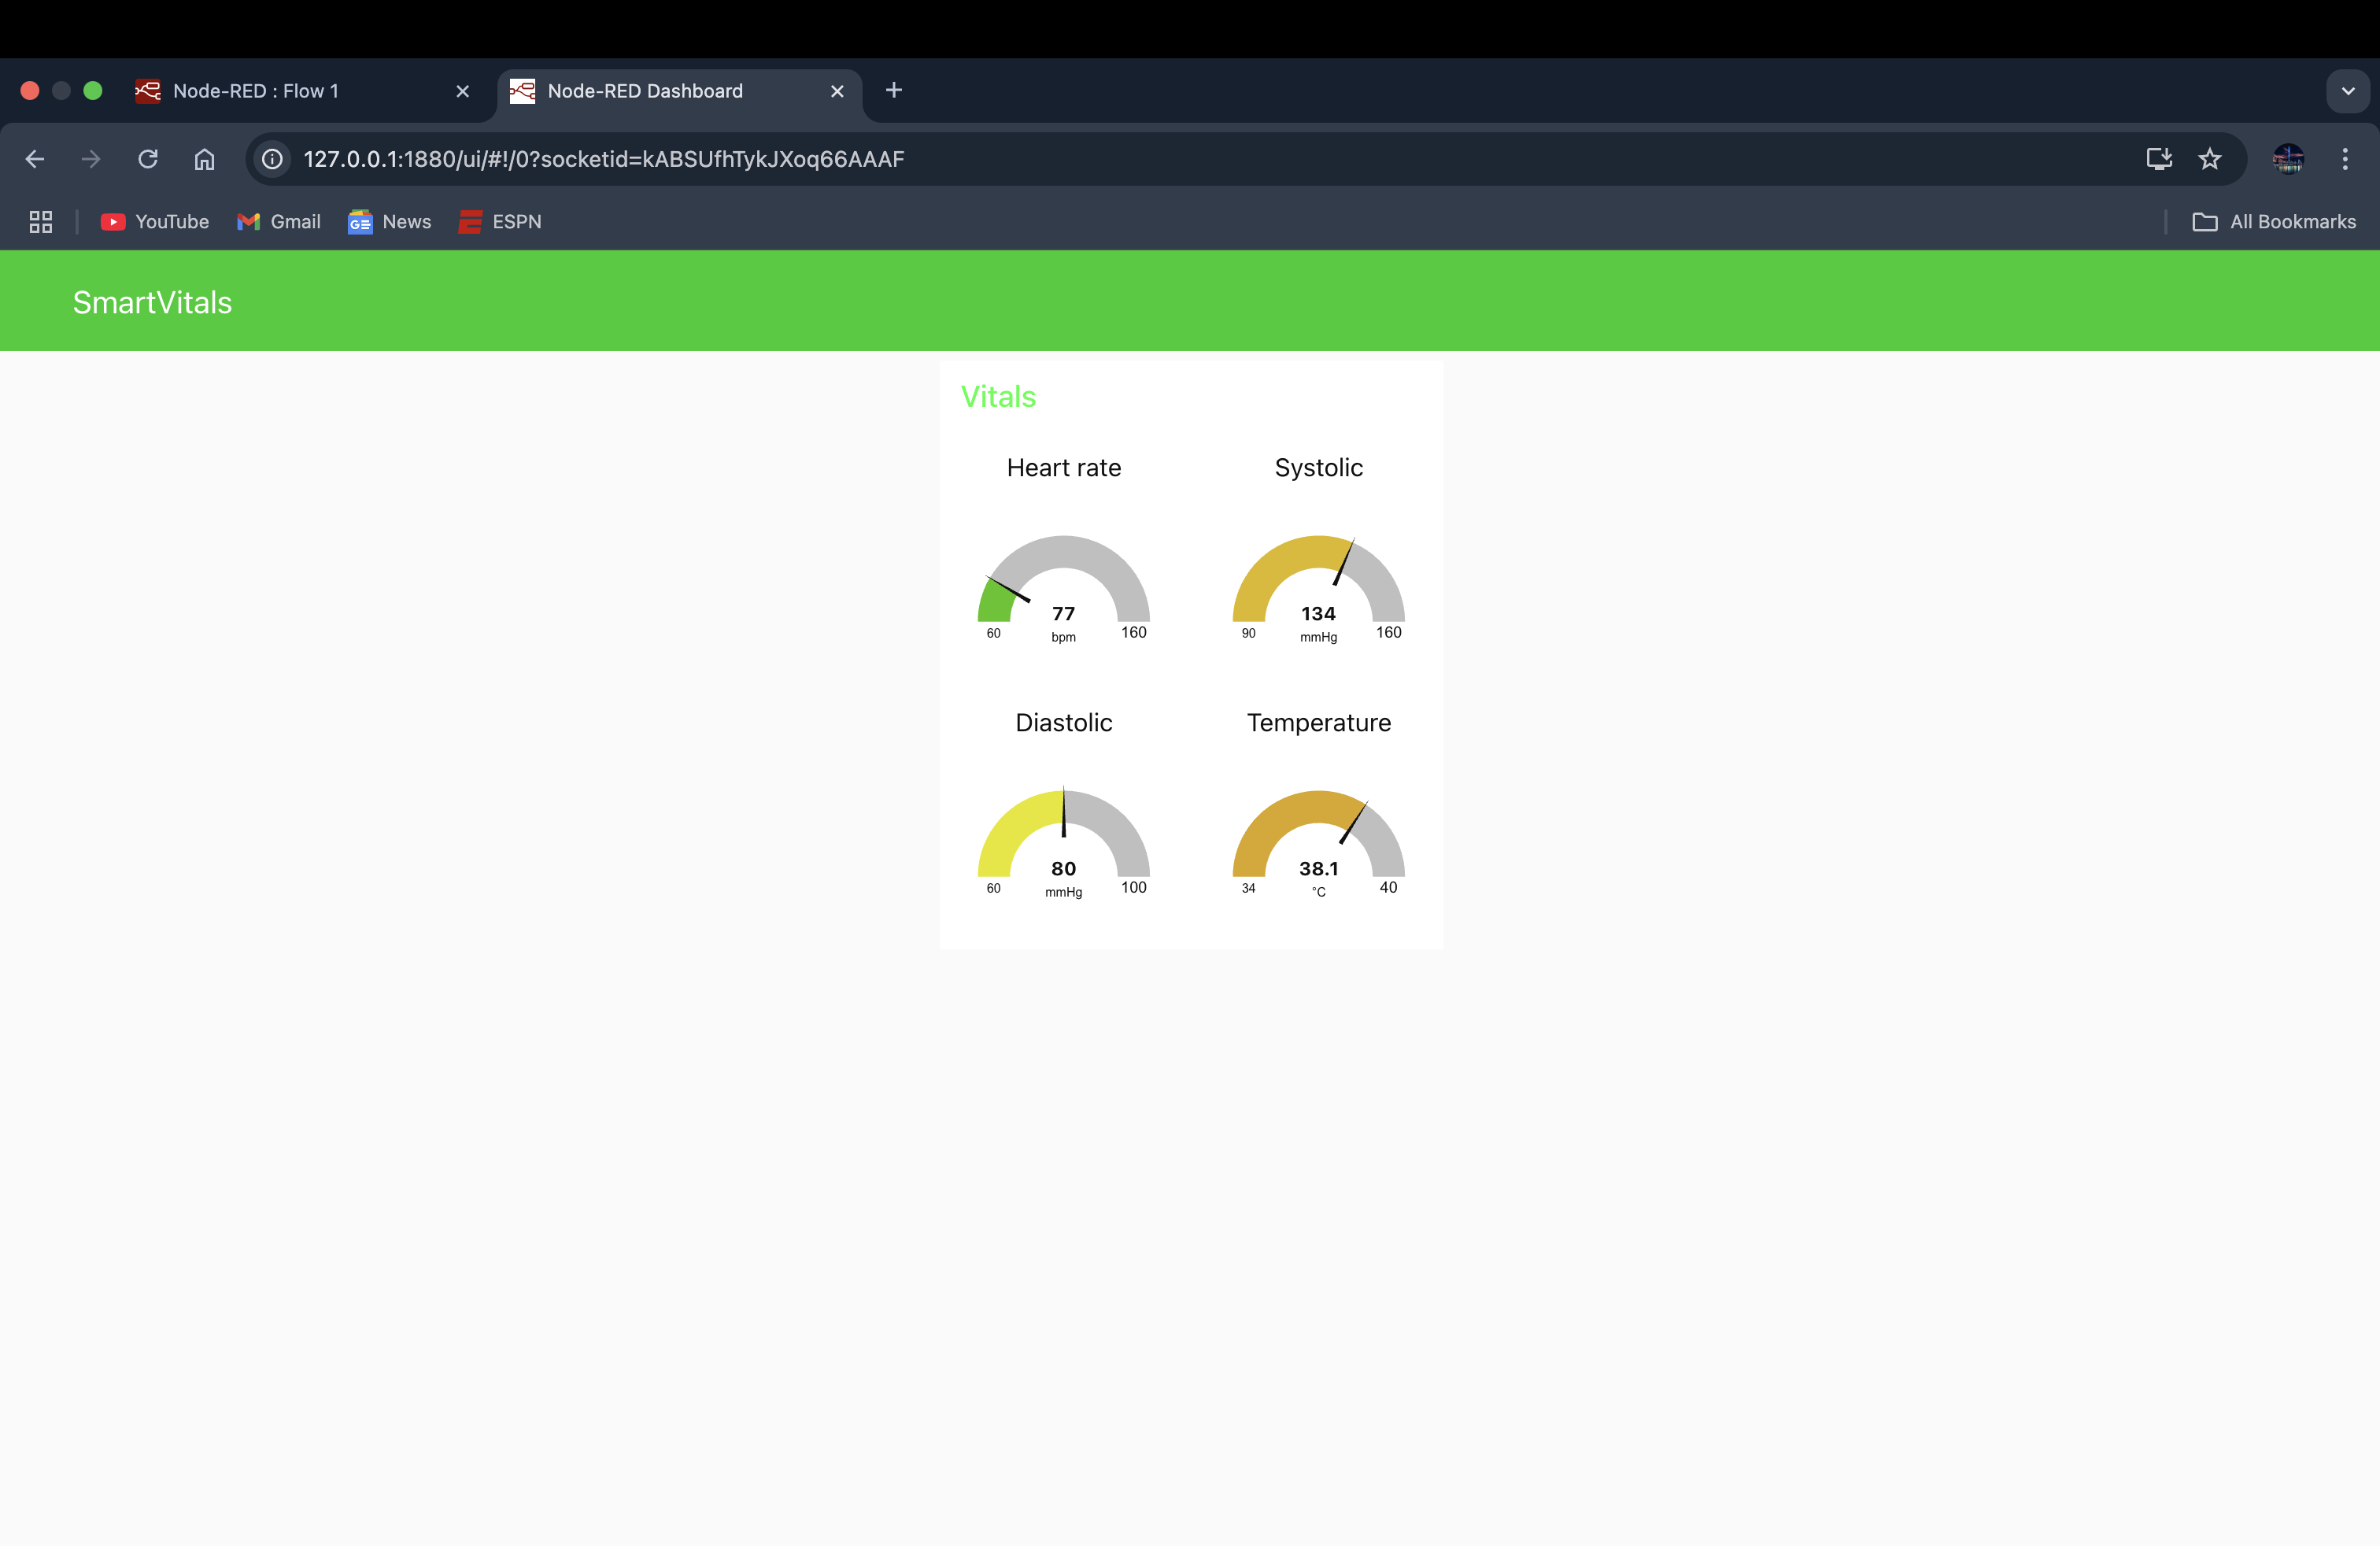 Node-RED : Flow 1
Node-RED Dashboard
127.0.0.1:1880/ui/#!/0?socketid=kABSUfhTykJXoq66AAAF
YouTube
Gmail
GE
News
ESPN
All Bookmarks
SmartVitals
Vitals
Heart rate
77
bpm
60
160
Systolic
134
mmHg
90
160
Diastolic
80
mmHg
60
100
Temperature
38.1
°C
34
40